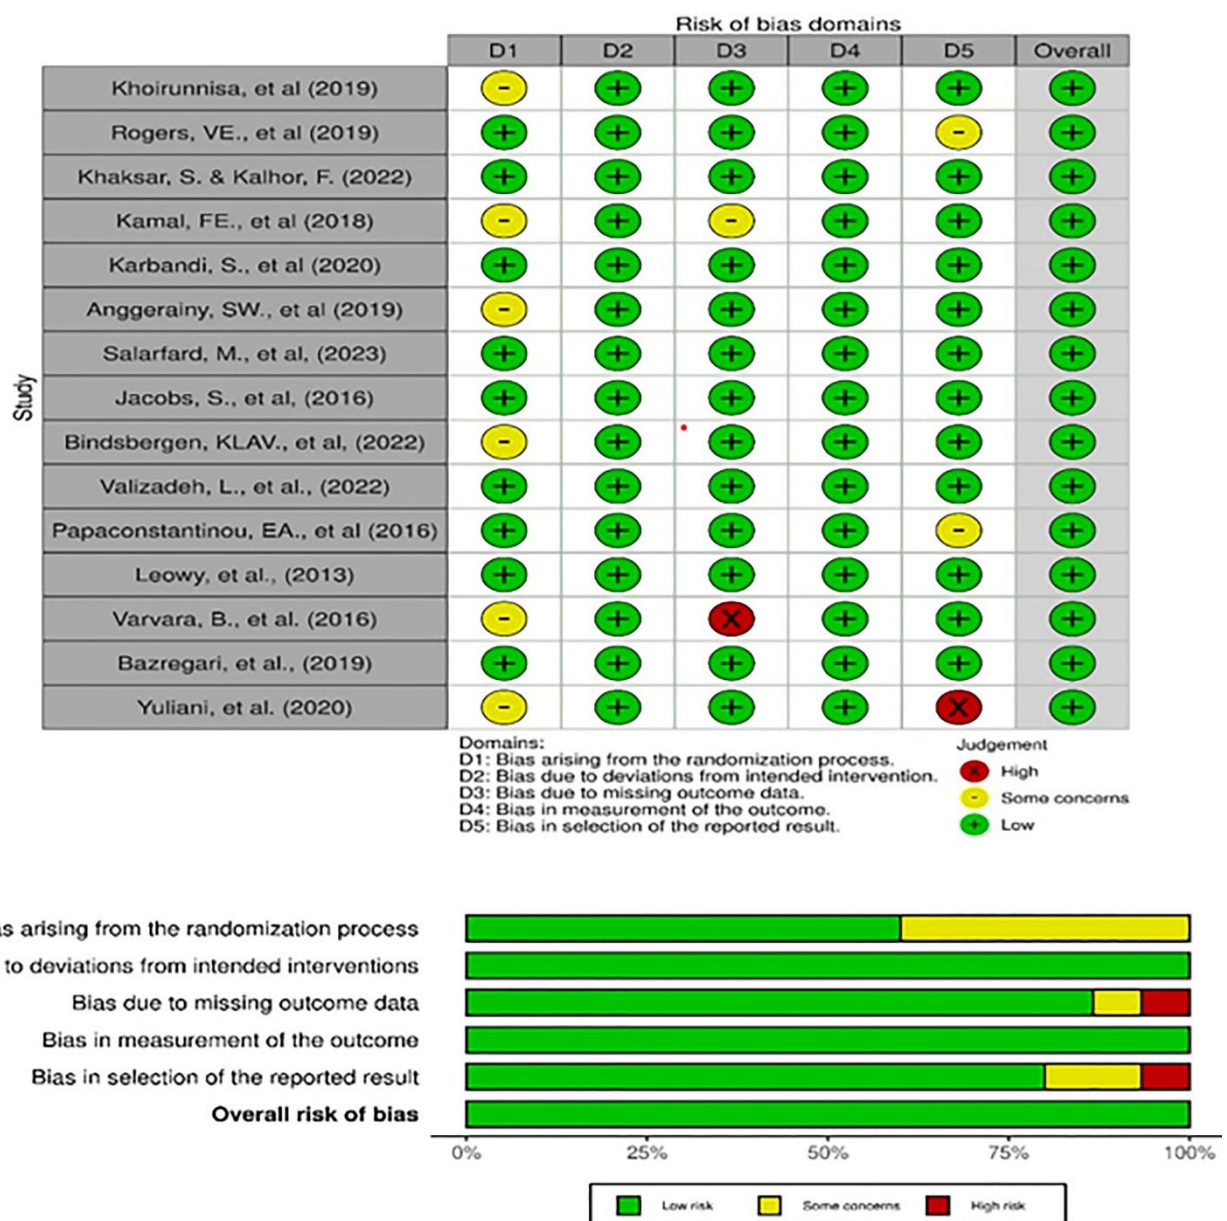 Risk of bias domains
D1 D2 D3 D4 D5 Overall
Study
Khoirunnisa, et al (2019) - + + + + +
Rogers, VE., et al (2019) + + + + - +
Khaksar, S. & Kalhor, F. (2022) + + + + + +
Kamal, FE., et al (2018) - + - + + +
Karbandi, S., et al (2020) + + + + + +
Anggerainy, SW., et al (2019) - + + + + +
Salarfard, M., et al, (2023) + + + + + +
Jacobs, S., et al, (2016) + + + + + +
Bindsbergen, KLAV., et al, (2022) - + + + + +
Valizadeh, L., et al., (2022) + + + + + +
Papaconstantinou, EA., et al (2016) + + + + - +
Leowy, et al., (2013) + + + + + +
Varvara, B., et al. (2016) - + X + + +
Bazregari, et al., (2019) + + + + + +
Yuliani, et al. (2020) - + + + X +
Domains:
D1: Bias arising from the randomization process.
D2: Bias due to deviations from intended intervention.
D3: Bias due to missing outcome data.
D4: Bias in measurement of the outcome.
D5: Bias in selection of the reported result.
Judgement
X High
- Some concerns
+ Low
as arising from the randomization process
to deviations from intended interventions
Bias due to missing outcome data
Bias in measurement of the outcome
Bias in selection of the reported result
Overall risk of bias
0% 25% 50% 75% 100%
Low risk Some concerns High risk